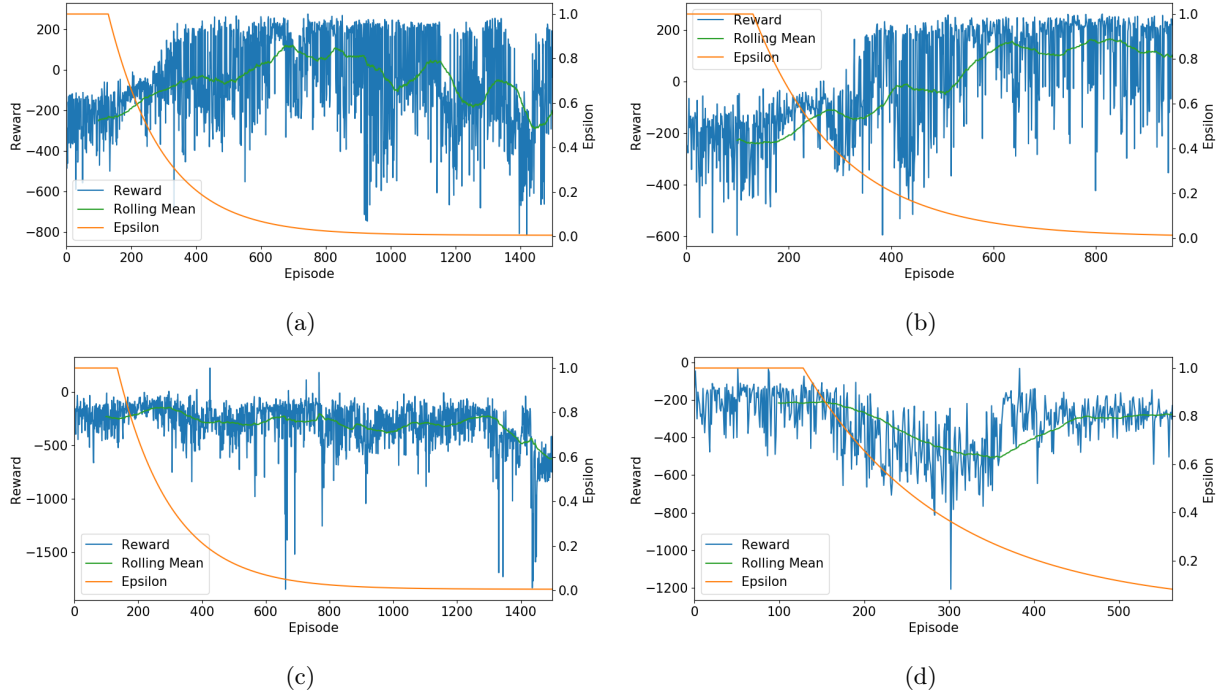 200
0
−200
−400
−600
−800
Reward
1.0
0.8
0.6
0.4
0.2
0.0
Epsilon
Reward
Rolling Mean
Epsilon
0 200 400 600 800 1000 1200 1400
Episode
(a)
200
0
−200
−400
−600
Reward
1.0
0.8
0.6
0.4
0.2
0.0
Epsilon
Reward
Rolling Mean
Epsilon
0 200 400 600 800
Episode
(b)
0
−500
−1000
−1500
Reward
1.0
0.8
0.6
0.4
0.2
0.0
Epsilon
Reward
Rolling Mean
Epsilon
0 200 400 600 800 1000 1200 1400
Episode
(c)
0
−200
−400
−600
−800
−1000
−1200
Reward
1.0
0.8
0.6
0.4
0.2
Epsilon
Reward
Rolling Mean
Epsilon
0 100 200 300 400 500
Episode
(d)